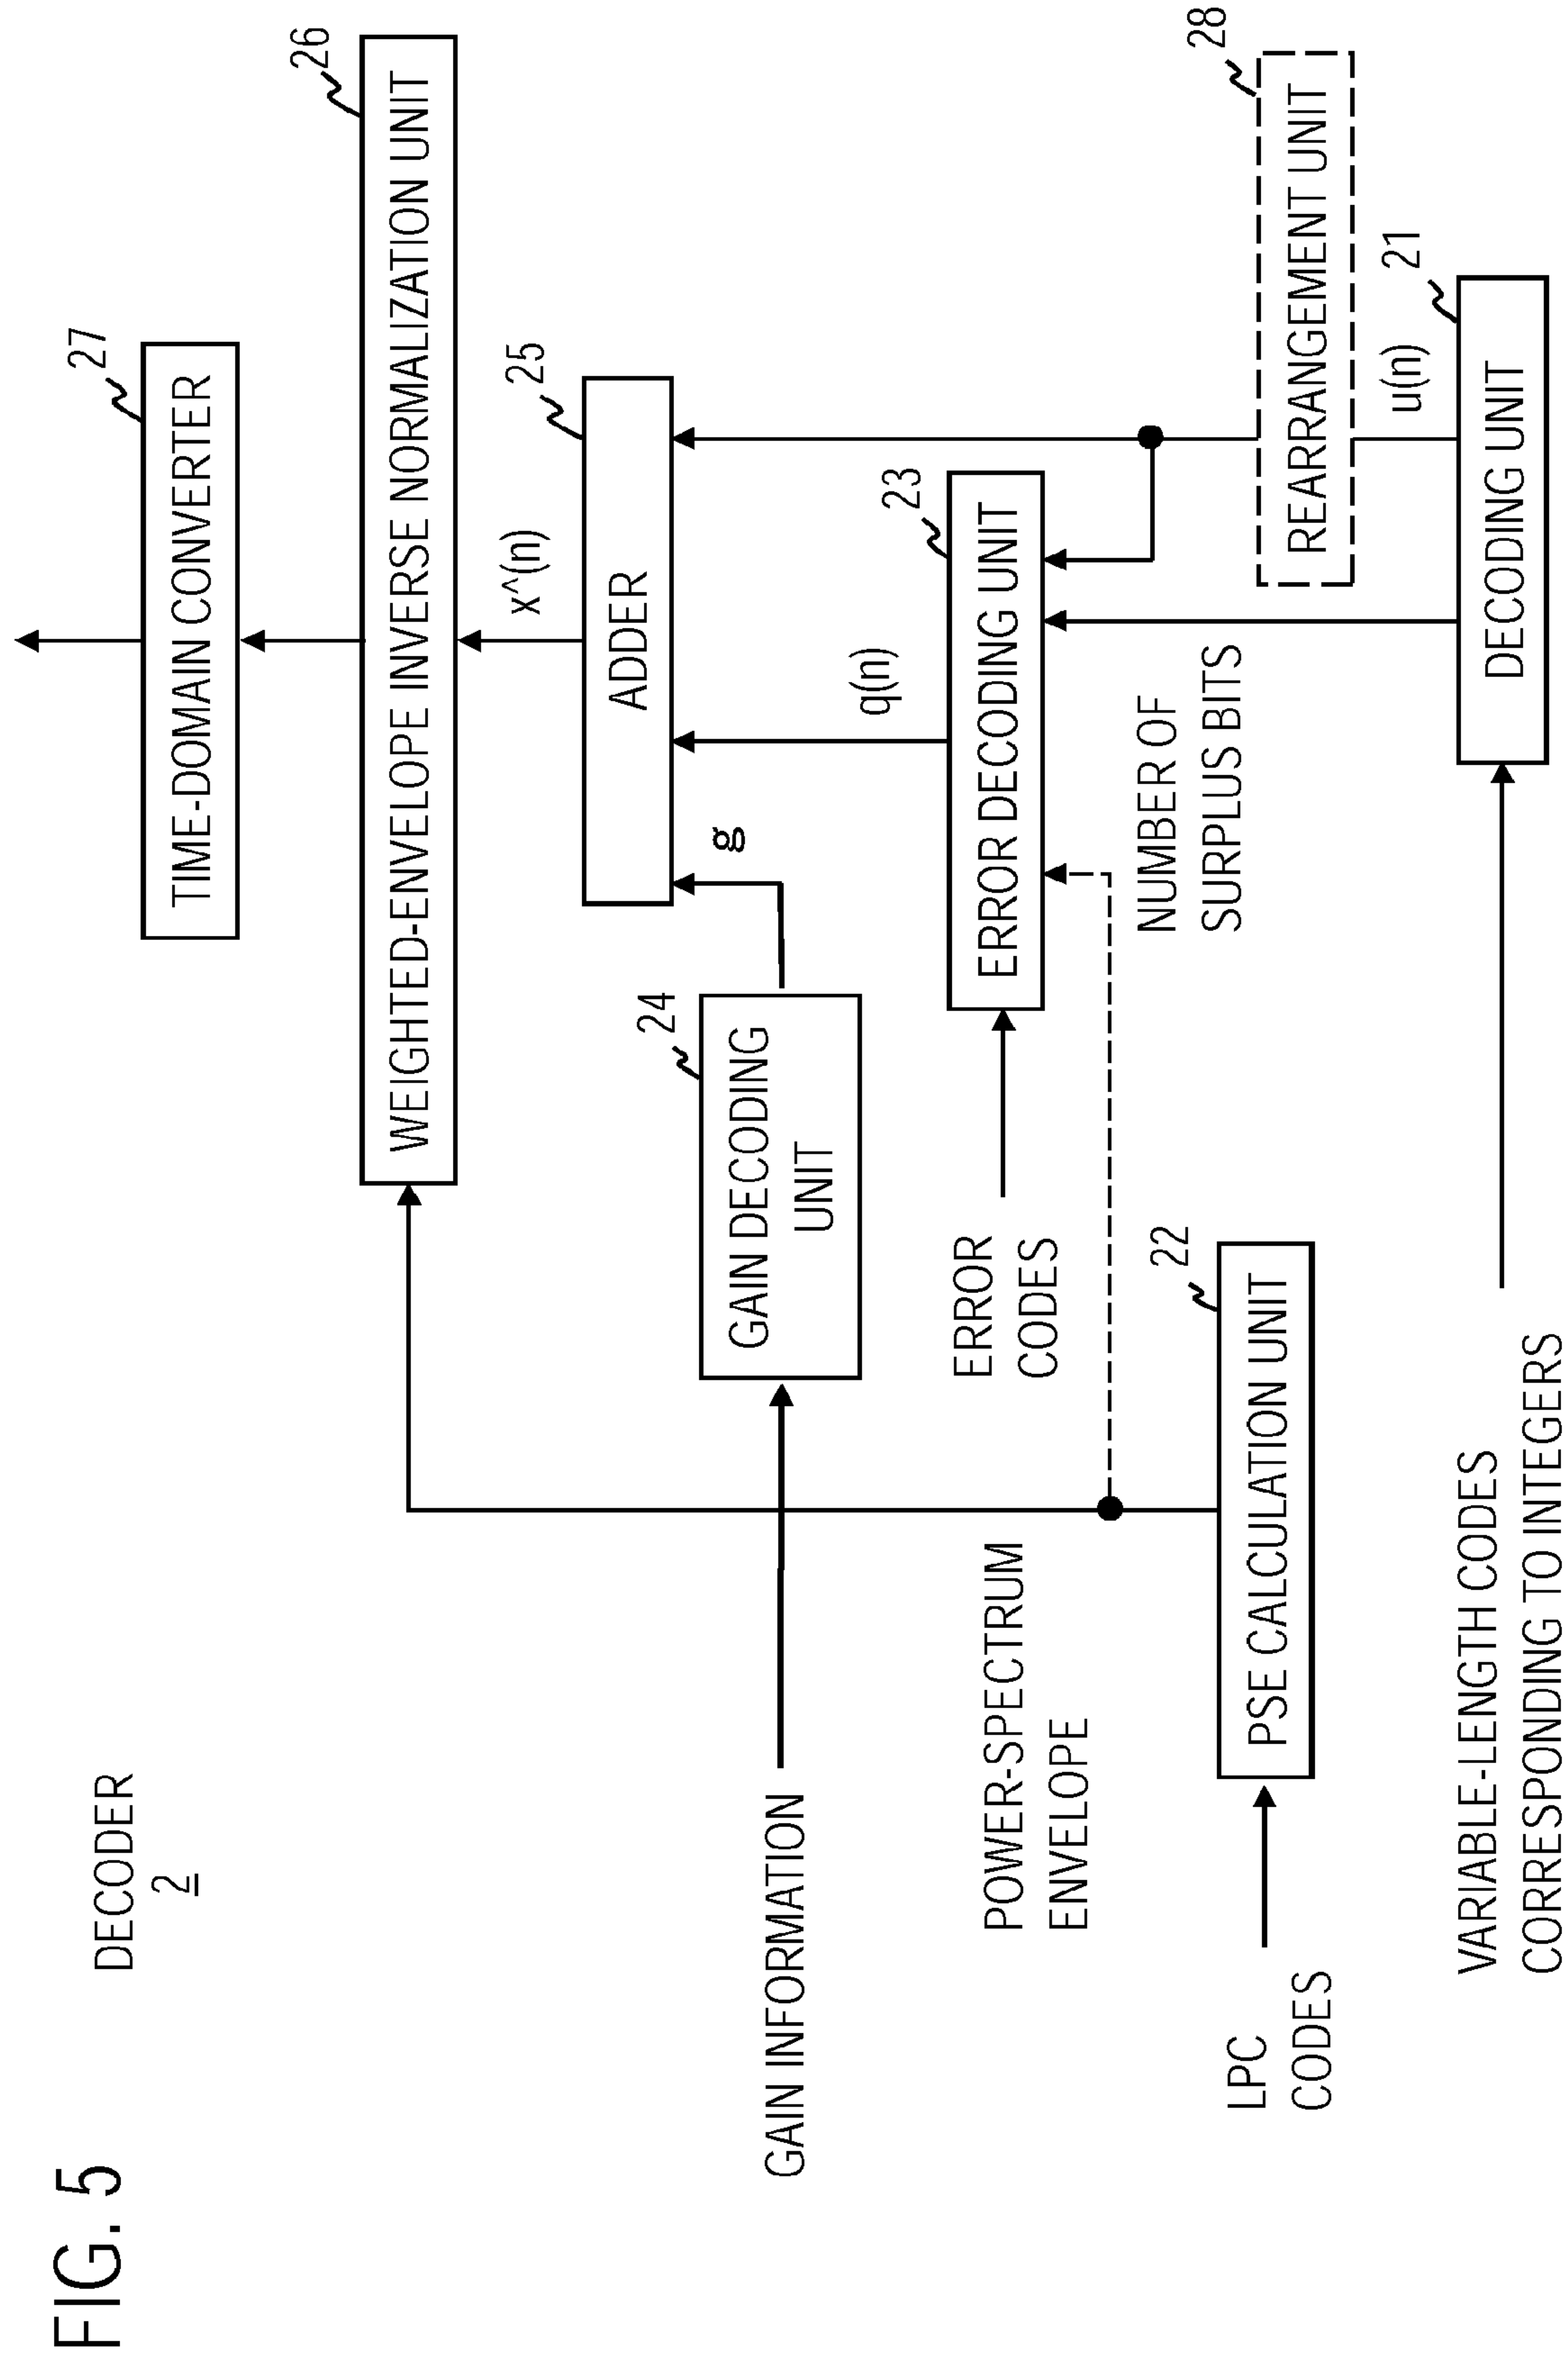 FIG. 5
DECODER
2
27
TIME-DOMAIN CONVERTER
26
WEIGHTED-ENVELOPE INVERSE NORMALIZATION UNIT
x^(n)
25
ADDER
g
24
GAIN DECODING
UNIT
GAIN INFORMATION
q(n)
23
ERROR DECODING UNIT
ERROR
CODES
POWER-SPECTRUM
ENVELOPE
NUMBER OF
SURPLUS BITS
22
PSE CALCULATION UNIT
LPC
CODES
28
REARRANGEMENT UNIT
u(n)
21
DECODING UNIT
VARIABLE-LENGTH CODES
CORRESPONDING TO INTEGERS